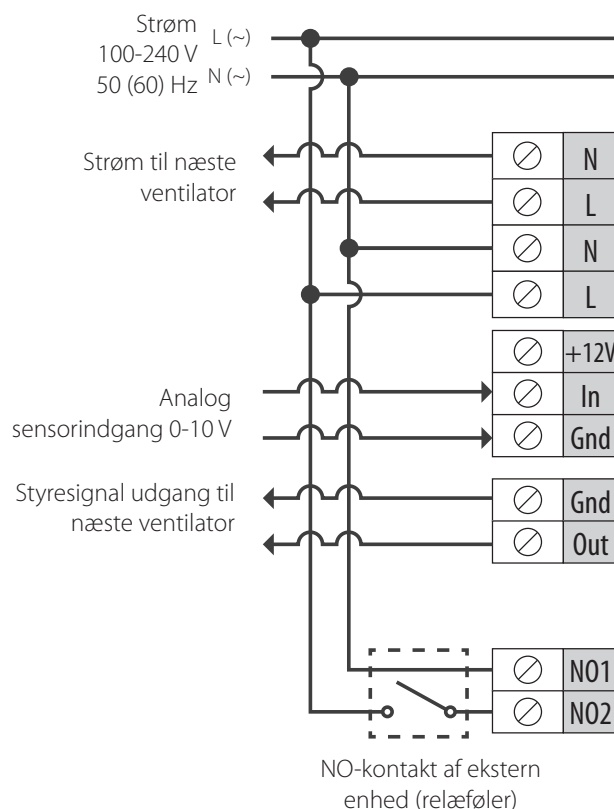 Strøm
100-240 V
50 (60) Hz
L (~)
N (~)
Strøm til næste
ventilator
N
L
N
L
+12V
Analog
sensorindgang 0-10 V
In
Gnd
Styresignal udgang til
næste ventilator
Gnd
Out
NO1
NO2
NO-kontakt af ekstern
enhed (relæføler)